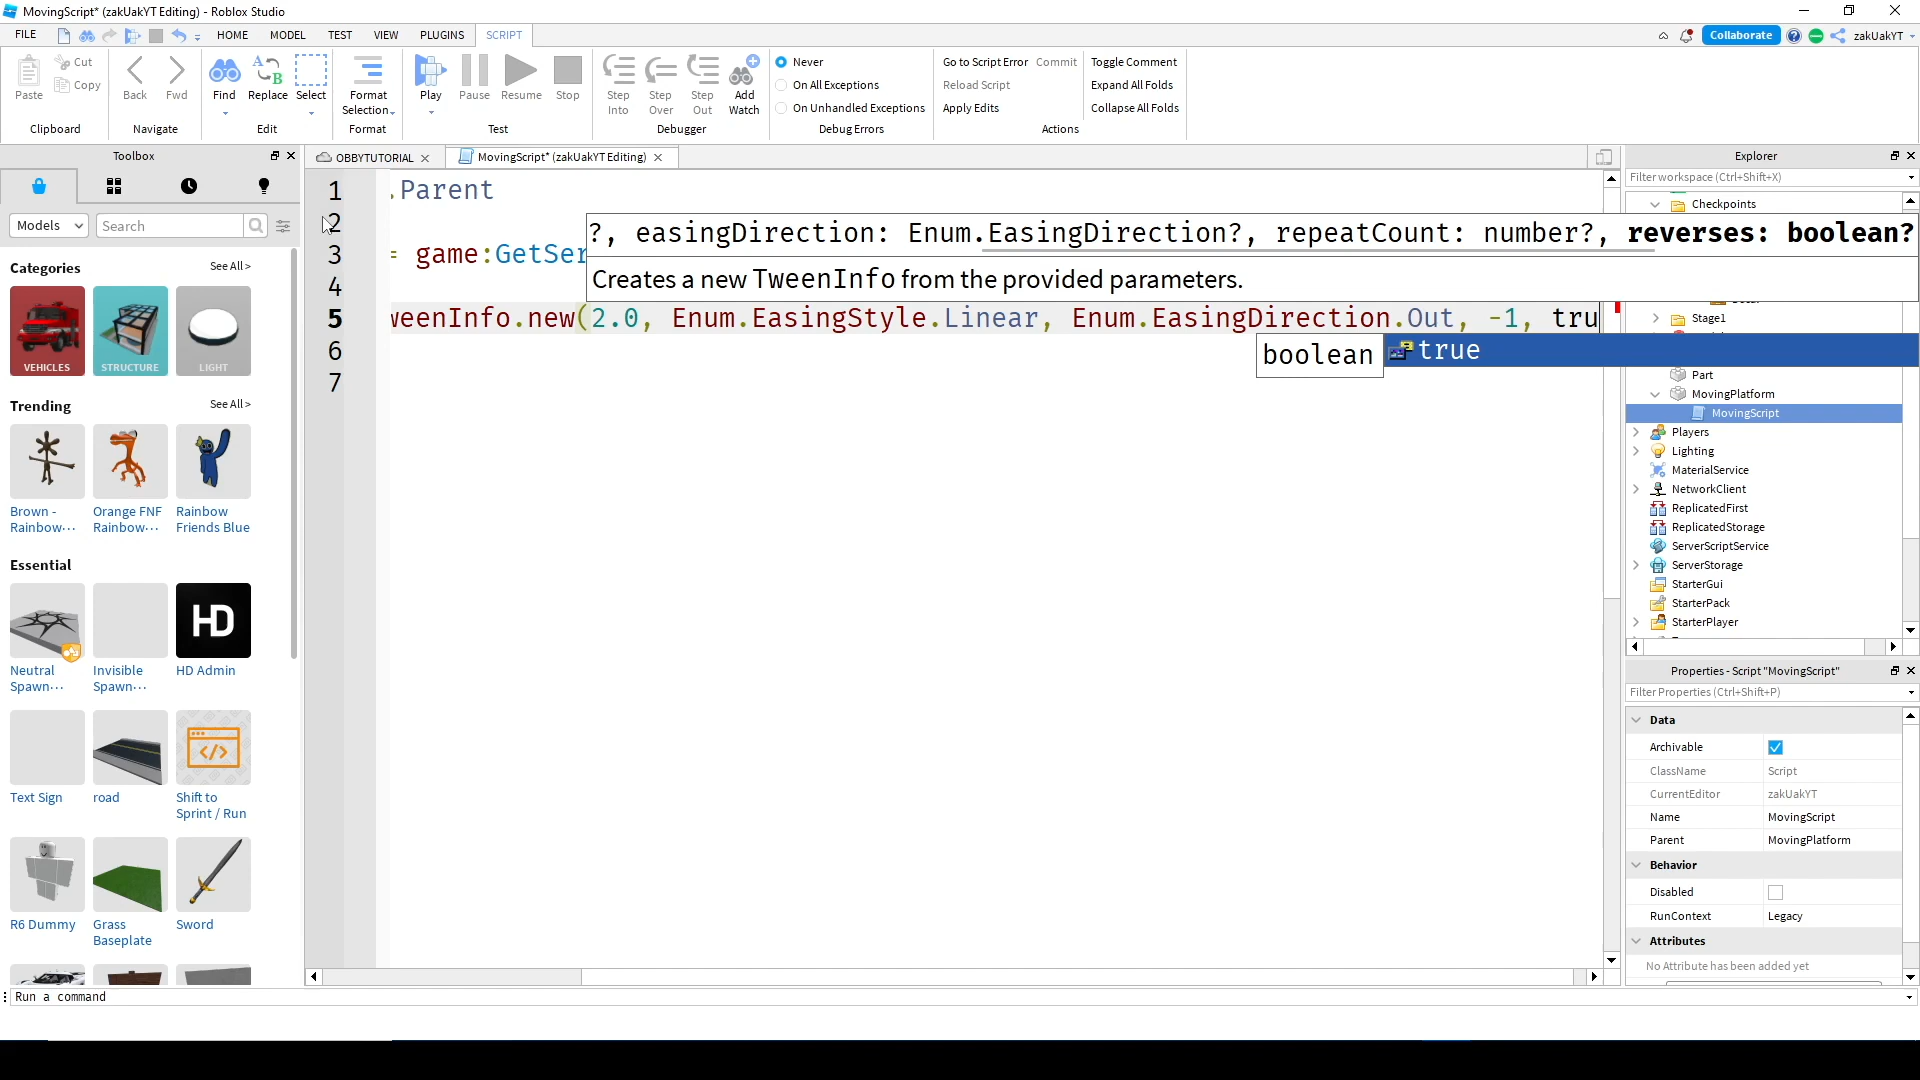 MovingScript* (zakUakYT Editing) - Roblox Studio
FILE HOME MODEL TEST VIEW PLUGINS SCRIPT Collaborate zakUakYT
Paste Cut Copy
Clipboard
Back Fwd
Navigate
Find Replace Select
Edit
Format Selection
Format
Play Pause Resume Stop
Test
Step Into Step Over Step Out Add Watch
Debugger
Never
On All Exceptions
On Unhandled Exceptions
Debug Errors
Go to Script Error Commit Toggle Comment
Reload Script Expand All Folds
Apply Edits Collapse All Folds
Actions
Toolbox
Models Search
Categories See All >
VEHICLES STRUCTURE LIGHT
Trending See All >
Brown - Rainbow···
Orange FNF Rainbow···
Rainbow Friends Blue
Essential
Neutral Spawn···
Invisible Spawn···
HD
HD Admin
Text Sign
road
Shift to Sprint / Run
R6 Dummy
Grass Baseplate
Sword
OBBYTUTORIAL MovingScript* (zakUakYT Editing)
1 .Parent
2
3 = game:GetSer
4
5 weenInfo.new(2.0, Enum.EasingStyle.Linear, Enum.EasingDirection.Out, -1, tru
6
7
?, easingDirection: Enum.EasingDirection?, repeatCount: number?, reverses: boolean?
Creates a new TweenInfo from the provided parameters.
boolean true
Explorer
Filter workspace (Ctrl+Shift+X)
Checkpoints
Stage1
Part
MovingPlatform
MovingScript
Players
Lighting
MaterialService
NetworkClient
ReplicatedFirst
ReplicatedStorage
ServerScriptService
ServerStorage
StarterGui
StarterPack
StarterPlayer
Properties - Script "MovingScript"
Filter Properties (Ctrl+Shift+P)
Data
Archivable
ClassName Script
CurrentEditor zakUakYT
Name MovingScript
Parent MovingPlatform
Behavior
Disabled
RunContext Legacy
Attributes
No Attribute has been added yet
Run a command